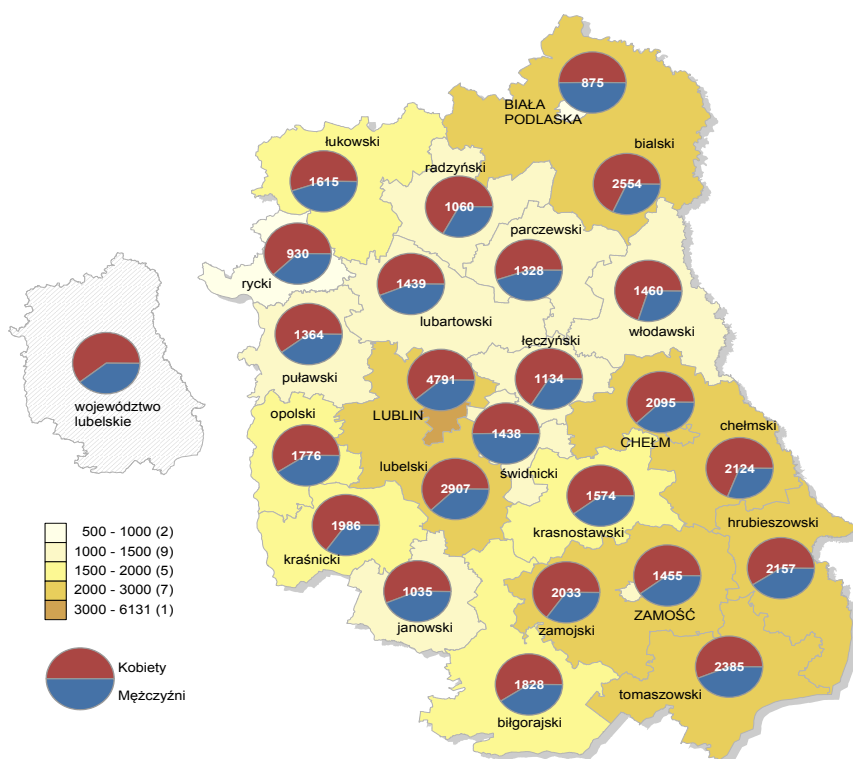 875
BIAŁA
PODLASKA
bialski
łukowski
radzyński
1615
2554
1060
parczewski
930
1328
rycki
1439
1460
lubartowski
włodawski
1364
łęczyński
puławski
4791
1134
województwo
lubelskie
opolski
LUBLIN
2095
1438
CHEŁM
chełmski
1776
lubelski
świdnicki
2124
2907
1574
krasnostawski
hrubieszowski
1986
kraśnicki
500 - 1000 (2)
1000 - 1500 (9)
1500 - 2000 (5)
2000 - 3000 (7)
3000 - 6131 (1)
1035
2033
1455
2157
janowski
zamojski
ZAMOŚĆ
Kobiety
Mężczyźni
1828
2385
biłgorajski
tomaszowski